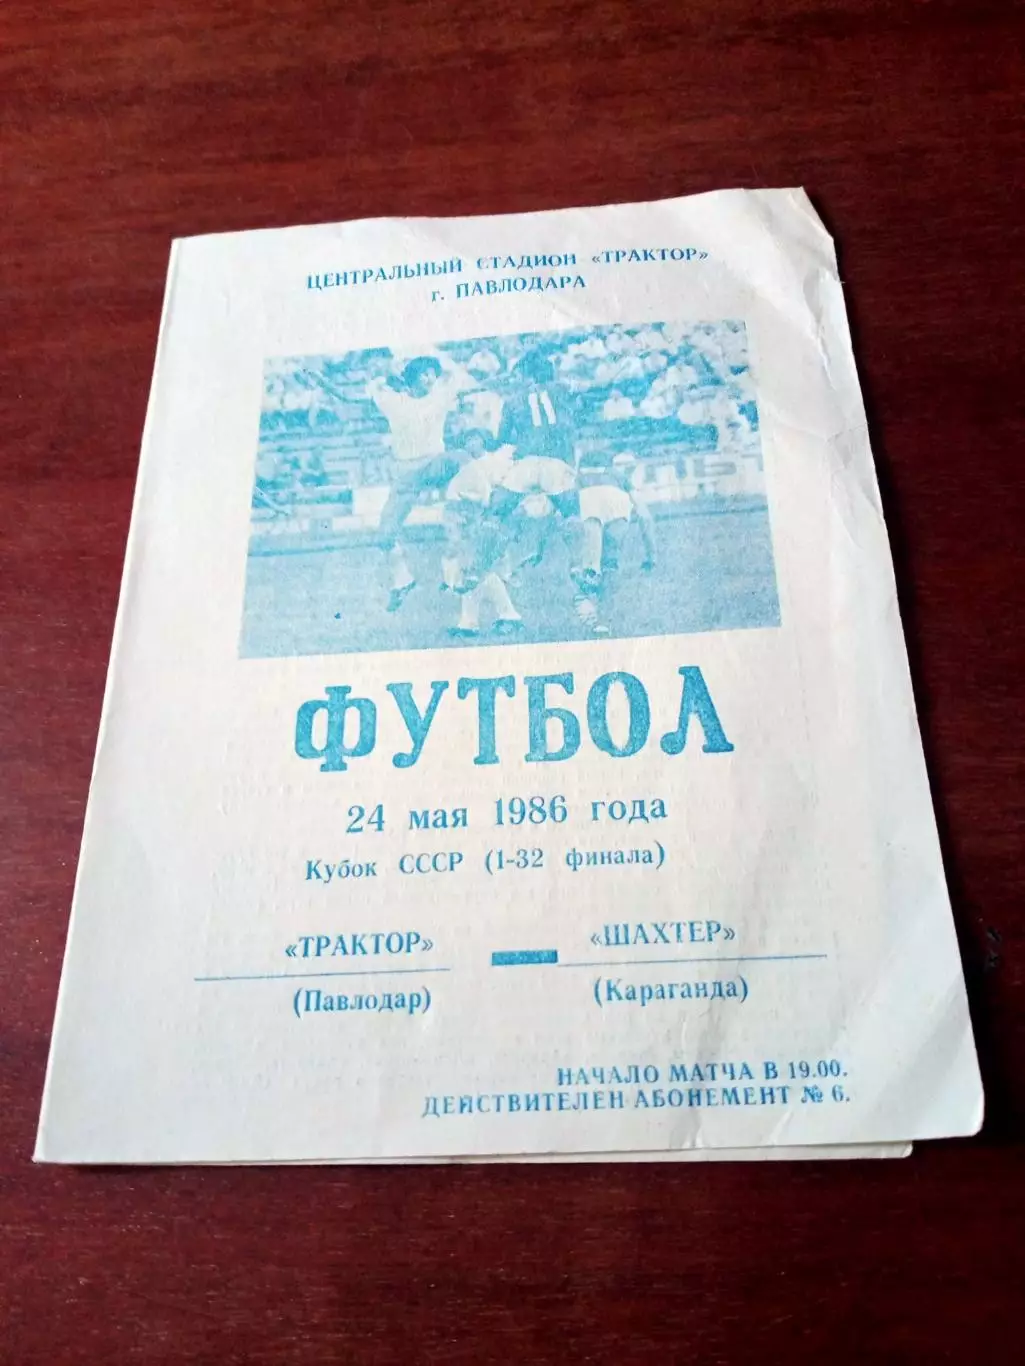 ЦЕНТРАЛЬНЫЙ СТАДИОН «ТРАКТОР»
г. ПАВЛОДАРА
11
ФУТБОЛ
24 мая 1986 года
Кубок СССР (1-32 финала)
«ТРАКТОР» — «ШАХТЕР»
(Павлодар) (Караганда)
НАЧАЛО МАТЧА В 19.00.
ДЕЙСТВИТЕЛЕН АБОНЕМЕНТ № 6.